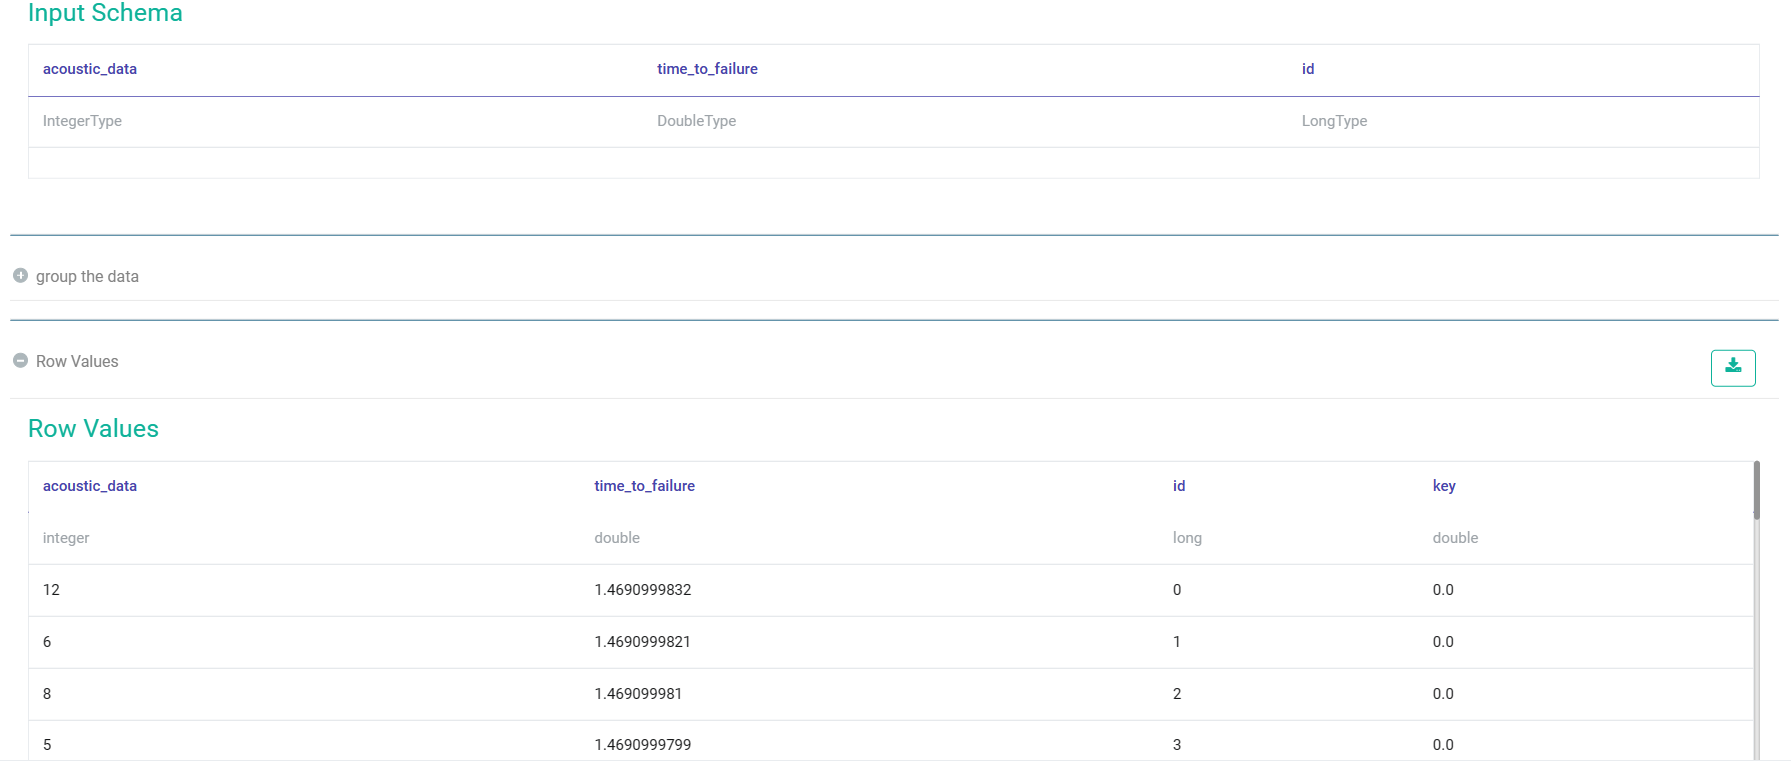 Input Schema
acoustic_data time_to_failure id
IntegerType DoubleType LongType
group the data
Row Values
Row Values
acoustic_data time_to_failure id key
integer double long double
12 1.4690999832 0 0.0
6 1.4690999821 1 0.0
8 1.469099981 2 0.0
5 1.4690999799 3 0.0